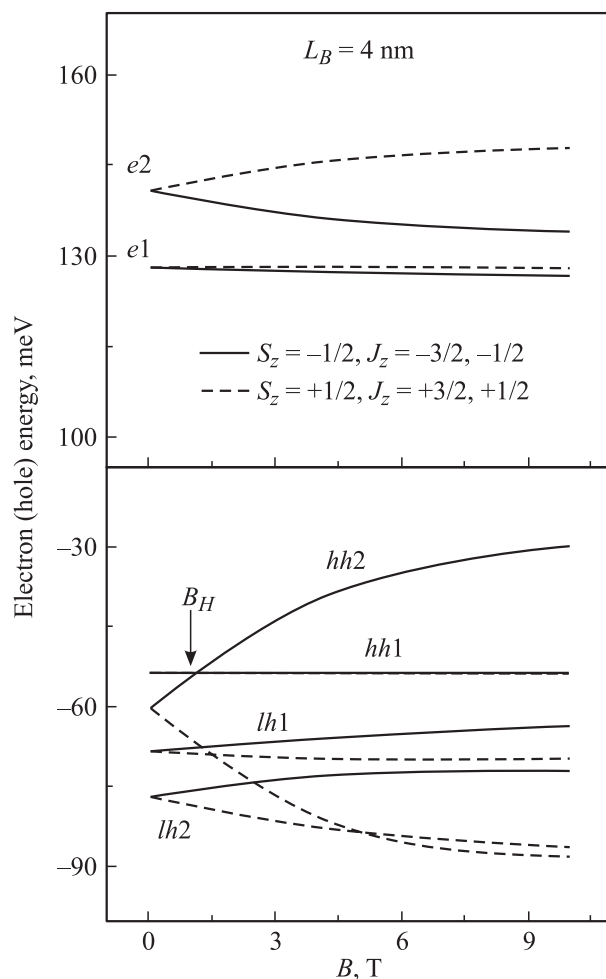 L_B = 4 nm
160
e2
e1
130
S_z = –1/2, J_z = –3/2, –1/2
S_z = +1/2, J_z = +3/2, +1/2
100
Electron (hole) energy, meV
–30
hh2
B_H
hh1
–60
lh1
lh2
–90
0 3 6 9
B, T